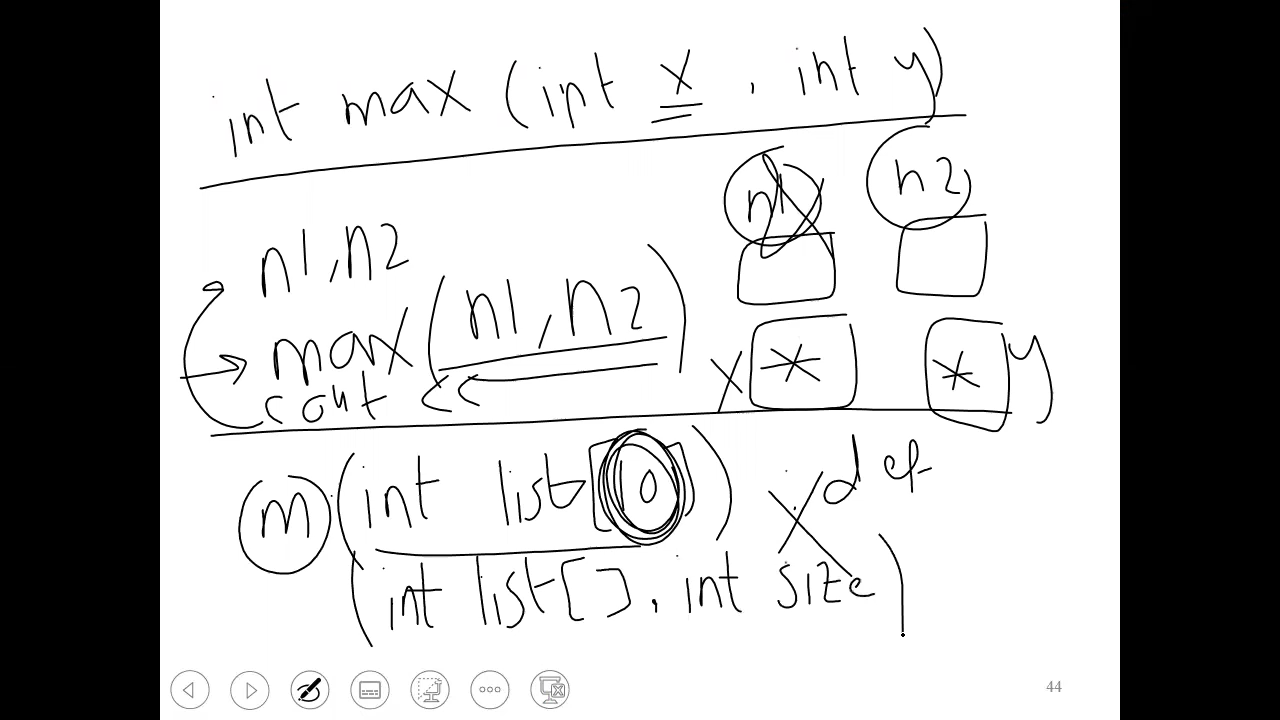 int max (int x , int y)
n1 n2
n1, n2
max (n1, n2)
x * * y
cout <<
m (int list[10]) def
(int list[], int size)
44